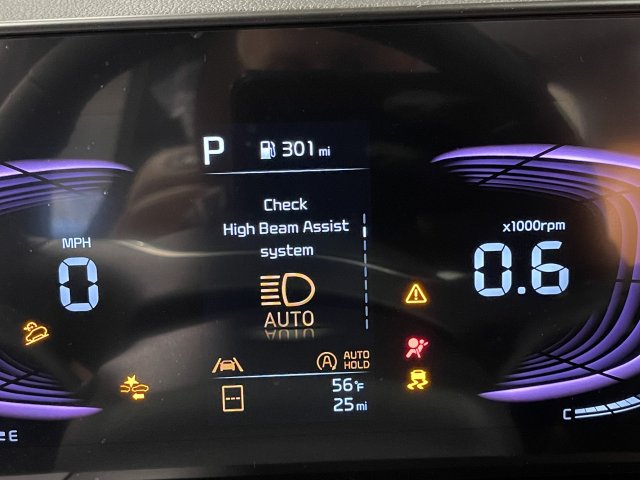 P
301 mi
Check
High Beam Assist
system
AUTO
MPH
0
x1000rpm
0.6
A AUTO
HOLD
56°F
25 mi
E
C